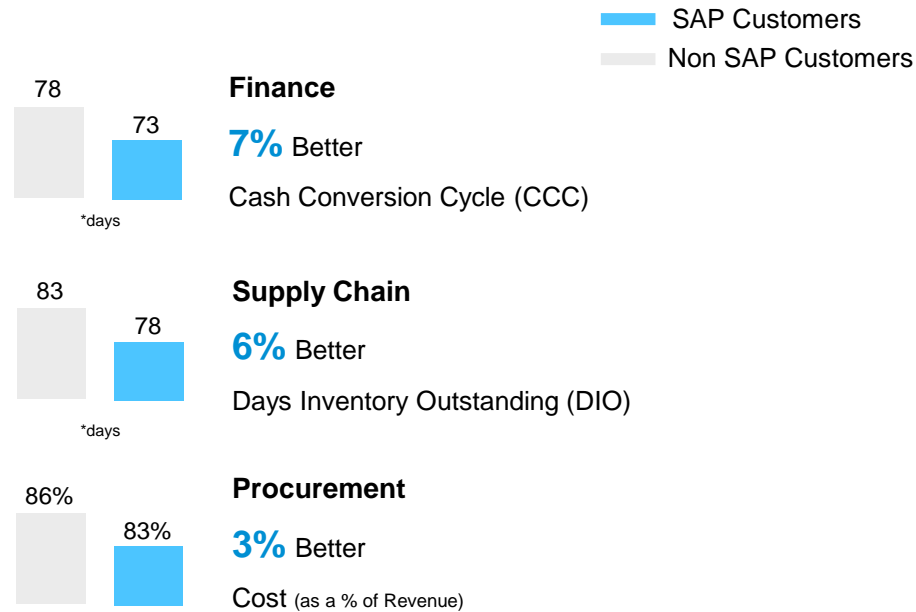 SAP Customers
Non SAP Customers
78
73
*days
Finance
7% Better
Cash Conversion Cycle (CCC)
83
78
*days
Supply Chain
6% Better
Days Inventory Outstanding (DIO)
86%
83%
Procurement
3% Better
Cost (as a % of Revenue)